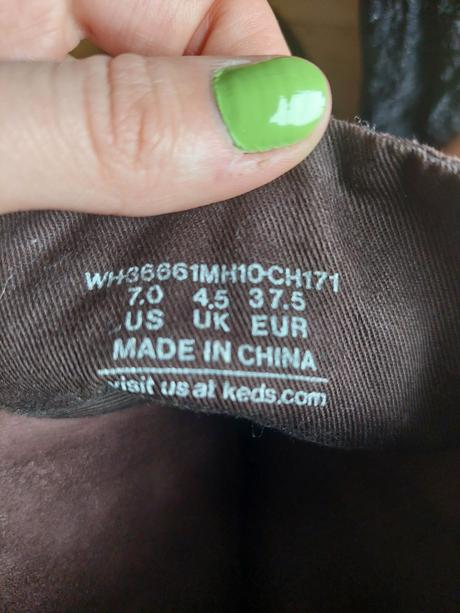 WH36661MH10-CH171
7.0 4.5 37.5
US UK EUR
MADE IN CHINA
visit us at keds.com